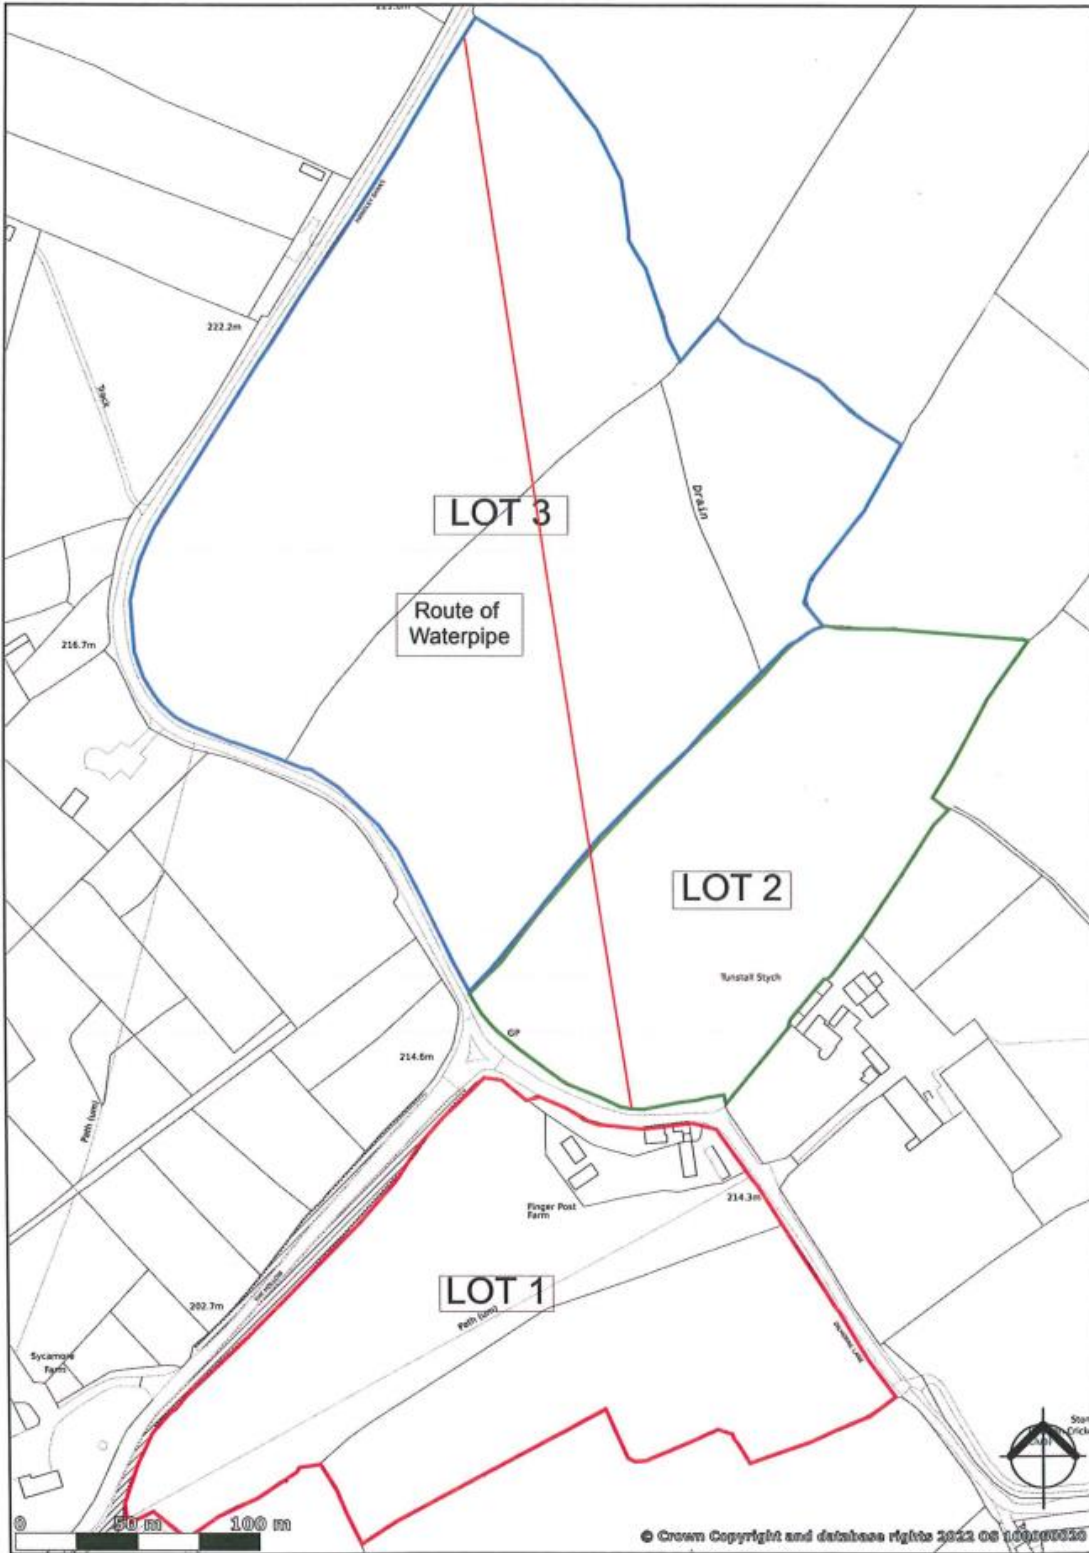 222.2m
Track
LOT 3
Drain
Route of
Waterpipe
216.7m
LOT 2
Tunstall Stych
GP
214.6m
Path (um)
Finger Post
Farm
214.3m
LOT 1
Path (um)
THE HOLLOW
202.7m
Sycamore
Farm
0 50 m 100 m
© Crown Copyright and database rights 2022 OS